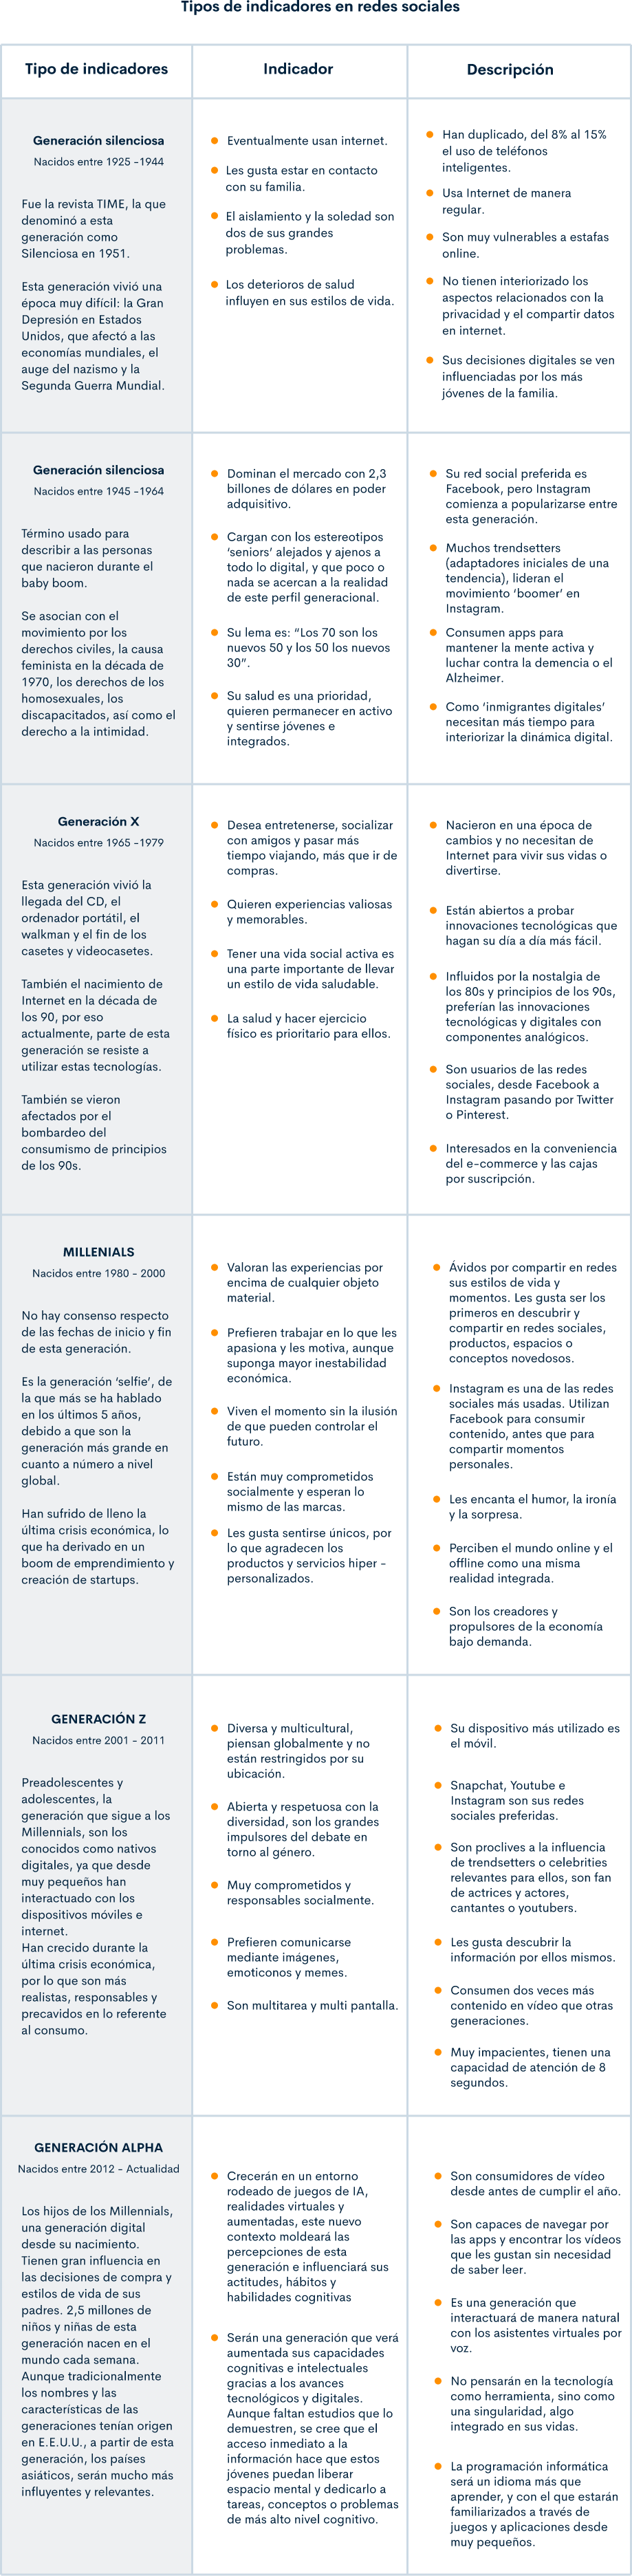 Tipos de indicadores en redes sociales
Tipo de indicadores
Indicador
Descripción
Generación silenciosa
Nacidos entre 1925 -1944
Fue la revista TIME, la que
denominó a esta
generación como
Silenciosa en 1951.
Esta generación vivió una
época muy difícil: la Gran
Depresión en Estados
Unidos, que afectó a las
economías mundiales, el
auge del nazismo y la
Segunda Guerra Mundial.
Eventualmente usan internet.
Les gusta estar en contacto
con su familia.
El aislamiento y la soledad son
dos de sus grandes
problemas.
Los deterioros de salud
influyen en sus estilos de vida.
Han duplicado, del 8% al 15%
el uso de teléfonos
inteligentes.
Usa Internet de manera
regular.
Son muy vulnerables a estafas
online.
No tienen interiorizado los
aspectos relacionados con la
privacidad y el compartir datos
en internet.
Sus decisiones digitales se ven
influenciadas por los más
jóvenes de la familia.
Generación silenciosa
Nacidos entre 1945 -1964
Término usado para
describir a las personas
que nacieron durante el
baby boom.
Se asocian con el
movimiento por los
derechos civiles, la causa
feminista en la década de
1970, los derechos de los
homosexuales, los
discapacitados, así como el
derecho a la intimidad.
Dominan el mercado con 2,3
billones de dólares en poder
adquisitivo.
Cargan con los estereotipos
‘seniors’ alejados y ajenos a
todo lo digital, y que poco o
nada se acercan a la realidad
de este perfil generacional.
Su lema es: “Los 70 son los
nuevos 50 y los 50 los nuevos
30”.
Su salud es una prioridad,
quieren permanecer en activo
y sentirse jóvenes e
integrados.
Su red social preferida es
Facebook, pero Instagram
comienza a popularizarse entre
esta generación.
Muchos trendsetters
(adaptadores iniciales de una
tendencia), lideran el
movimiento ‘boomer’ en
Instagram.
Consumen apps para
mantener la mente activa y
luchar contra la demencia o el
Alzheimer.
Como ‘inmigrantes digitales’
necesitan más tiempo para
interiorizar la dinámica digital.
Generación X
Nacidos entre 1965 -1979
Esta generación vivió la
llegada del CD, el
ordenador portátil, el
walkman y el fin de los
casetes y videocasetes.
También el nacimiento de
Internet en la década de
los 90, por eso
actualmente, parte de esta
generación se resiste a
utilizar estas tecnologías.
También se vieron
afectados por el
bombardeo del
consumismo de principios
de los 90s.
Desea entretenerse, socializar
con amigos y pasar más
tiempo viajando, más que ir de
compras.
Quieren experiencias valiosas
y memorables.
Tener una vida social activa es
una parte importante de llevar
un estilo de vida saludable.
La salud y hacer ejercicio
físico es prioritario para ellos.
Nacieron en una época de
cambios y no necesitan de
Internet para vivir sus vidas o
divertirse.
Están abiertos a probar
innovaciones tecnológicas que
hagan su día a día más fácil.
Influidos por la nostalgia de
los 80s y principios de los 90s,
preferían las innovaciones
tecnológicas y digitales con
componentes analógicos.
Son usuarios de las redes
sociales, desde Facebook a
Instagram pasando por Twitter
o Pinterest.
Interesados en la conveniencia
del e-commerce y las cajas
por suscripción.
MILLENIALS
Nacidos entre 1980 - 2000
No hay consenso respecto
de las fechas de inicio y fin
de esta generación.
Es la generación ‘selfie’, de
la que más se ha hablado
en los últimos 5 años,
debido a que son la
generación más grande en
cuanto a número a nivel
global.
Han sufrido de lleno la
última crisis económica, lo
que ha derivado en un
boom de emprendimiento y
creación de startups.
Valoran las experiencias por
encima de cualquier objeto
material.
Prefieren trabajar en lo que les
apasiona y les motiva, aunque
suponga mayor inestabilidad
económica.
Viven el momento sin la ilusión
de que pueden controlar el
futuro.
Están muy comprometidos
socialmente y esperan lo
mismo de las marcas.
Les gusta sentirse únicos, por
lo que agradecen los
productos y servicios hiper -
personalizados.
Ávidos por compartir en redes
sus estilos de vida y
momentos. Les gusta ser los
primeros en descubrir y
compartir en redes sociales,
productos, espacios o
conceptos novedosos.
Instagram es una de las redes
sociales más usadas. Utilizan
Facebook para consumir
contenido, antes que para
compartir momentos
personales.
Les encanta el humor, la ironía
y la sorpresa.
Perciben el mundo online y el
offline como una misma
realidad integrada.
Son los creadores y
propulsores de la economía
bajo demanda.
GENERACIÓN Z
Nacidos entre 2001 - 2011
Preadolescentes y
adolescentes, la
generación que sigue a los
Millennials, son los
conocidos como nativos
digitales, ya que desde
muy pequeños han
interactuado con los
dispositivos móviles e
internet.
Han crecido durante la
última crisis económica,
por lo que son más
realistas, responsables y
precavidos en lo referente
al consumo.
Diversa y multicultural,
piensan globalmente y no
están restringidos por su
ubicación.
Abierta y respetuosa con la
diversidad, son los grandes
impulsores del debate en
torno al género.
Muy comprometidos y
responsables socialmente.
Prefieren comunicarse
mediante imágenes,
emoticonos y memes.
Son multitarea y multi pantalla.
Su dispositivo más utilizado es
el móvil.
Snapchat, Youtube e
Instagram son sus redes
sociales preferidas.
Son proclives a la influencia
de trendsetters o celebrities
relevantes para ellos, son fan
de actrices y actores,
cantantes o youtubers.
Les gusta descubrir la
información por ellos mismos.
Consumen dos veces más
contenido en vídeo que otras
generaciones.
Muy impacientes, tienen una
capacidad de atención de 8
segundos.
GENERACIÓN ALPHA
Nacidos entre 2012 - Actualidad
Los hijos de los Millennials,
una generación digital
desde su nacimiento.
Tienen gran influencia en
las decisiones de compra y
estilos de vida de sus
padres. 2,5 millones de
niños y niñas de esta
generación nacen en el
mundo cada semana.
Aunque tradicionalmente
los nombres y las
características de las
generaciones tenían origen
en E.E.U.U., a partir de esta
generación, los países
asiáticos, serán mucho más
influyentes y relevantes.
Crecerán en un entorno
rodeado de juegos de IA,
realidades virtuales y
aumentadas, este nuevo
contexto moldeará las
percepciones de esta
generación e influenciará sus
actitudes, hábitos y
habilidades cognitivas
Serán una generación que verá
aumentada sus capacidades
cognitivas e intelectuales
gracias a los avances
tecnológicos y digitales.
Aunque faltan estudios que lo
demuestren, se cree que el
acceso inmediato a la
información hace que estos
jóvenes puedan liberar
espacio mental y dedicarlo a
tareas, conceptos o problemas
de más alto nivel cognitivo.
Son consumidores de vídeo
desde antes de cumplir el año.
Son capaces de navegar por
las apps y encontrar los vídeos
que les gustan sin necesidad
de saber leer.
Es una generación que
interactuará de manera natural
con los asistentes virtuales por
voz.
No pensarán en la tecnología
como herramienta, sino como
una singularidad, algo
integrado en sus vidas.
La programación informática
será un idioma más que
aprender, y con el que estarán
familiarizados a través de
juegos y aplicaciones desde
muy pequeños.